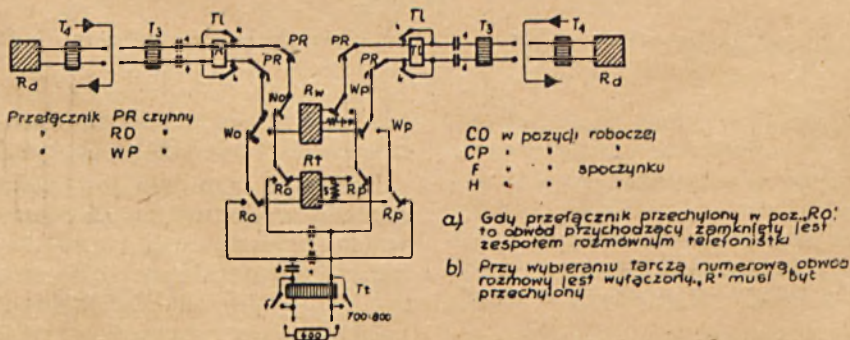 T4 T3 Tl PR PR Tl T3 T4
Rd PR PR Rd
Wo Rw Wp
Przełącznik PR czynny
" RO "
" WP "
Wo Wp
Rt
Ro Rp
Ro Rp
CO w pozycji roboczej
CP " "
F " spoczynku
H " "
a) Gdy przełącznik przechylony w poz. „RO”
to obwód przychodzący zamknięty jest
zespołem rozmównym telefonistki
b) Przy wybieraniu tarczą numerową obwód
rozmowy jest wyłączony. „R” musi być
przechylony
d Tt
f 700÷800
600